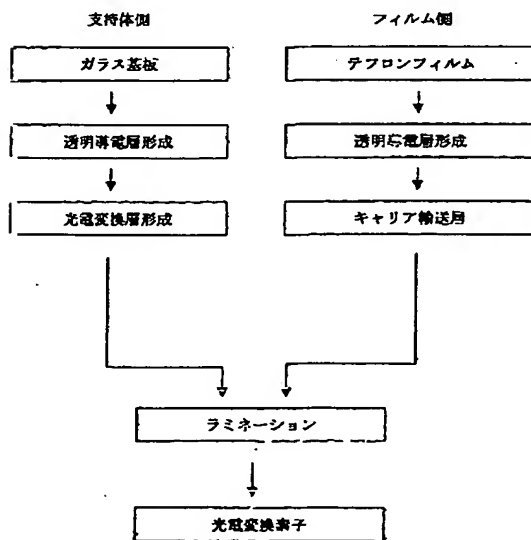 支持体側
フィルム側
ガラス基板
テフロンフィルム
透明導電層形成
透明導電層形成
光電変換層形成
キャリア輸送層
ラミネーション
光電変換素子